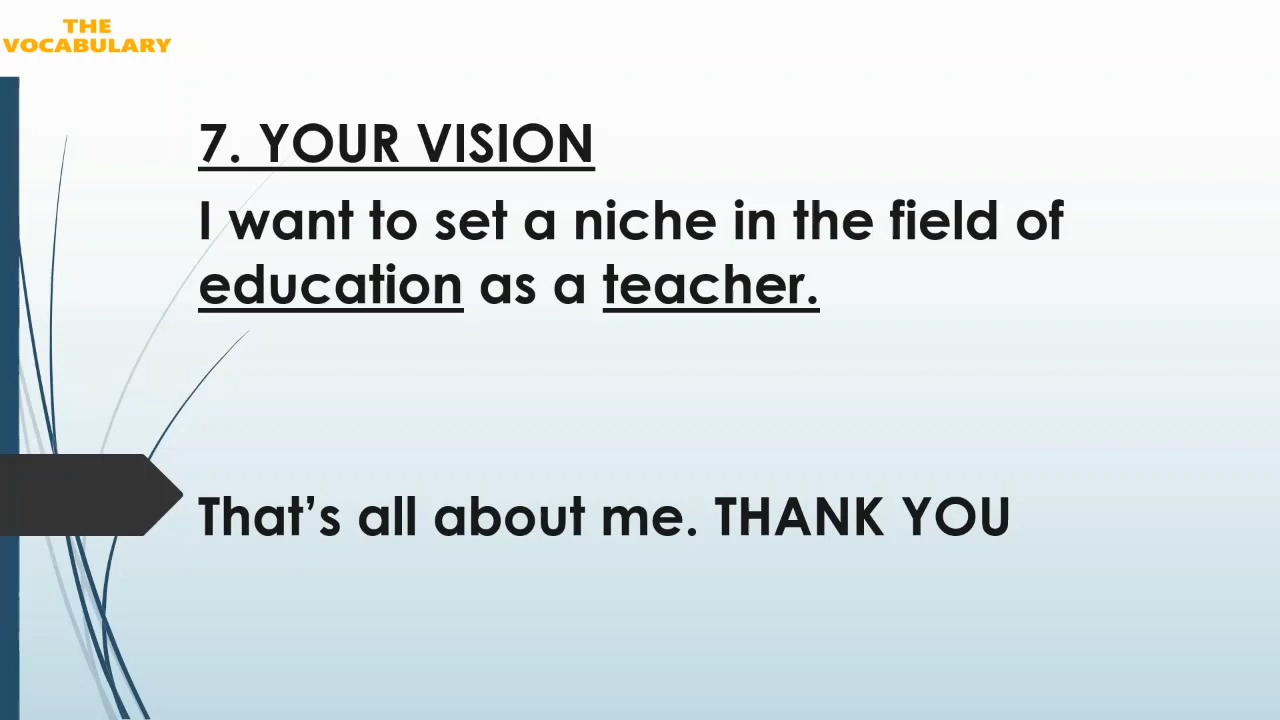 THE
VOCABULARY
7. YOUR VISION
I want to set a niche in the field of
education as a teacher.
That’s all about me. THANK YOU